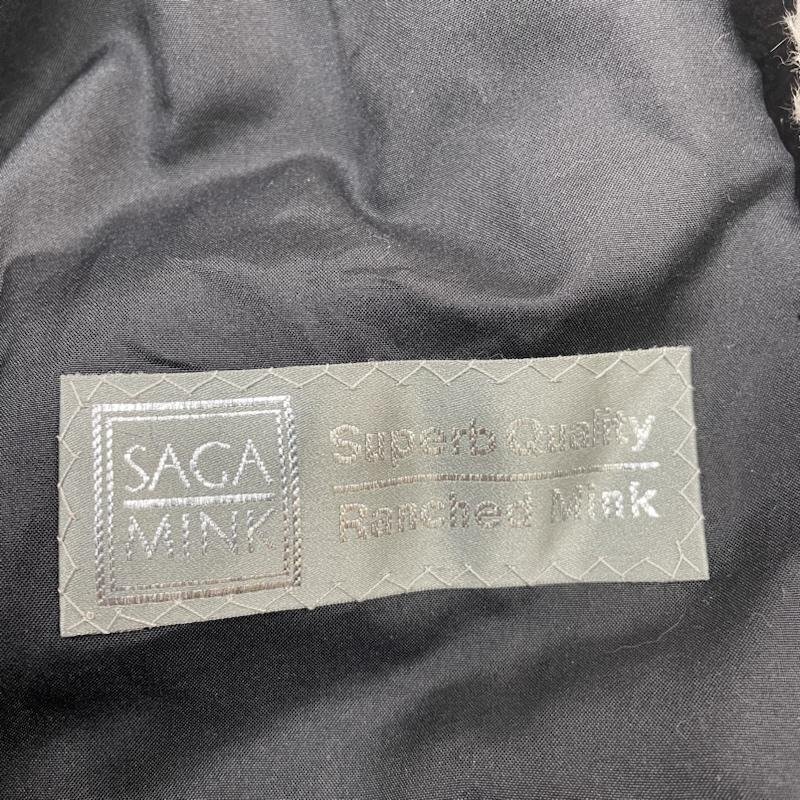 SAGA
MINK
Superb Quality
Ranched Mink